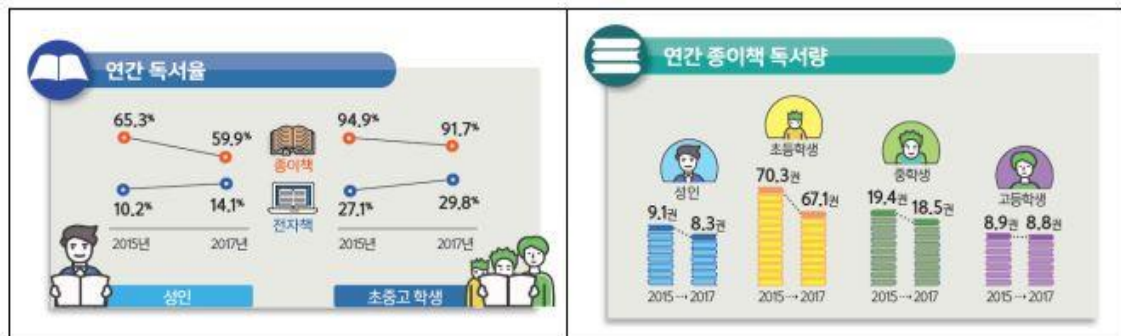 연간 독서율
65.3%
59.9%
10.2%
14.1%
2015년
2017년
성인
종이책
전자책
94.9%
91.7%
27.1%
29.8%
2015년
2017년
초중고 학생
연간 종이책 독서량
성인
9.1권
8.3권
2015→2017
초등학생
70.3권
67.1권
2015→2017
중학생
19.4권
18.5권
2015→2017
고등학생
8.9권
8.8권
2015→2017